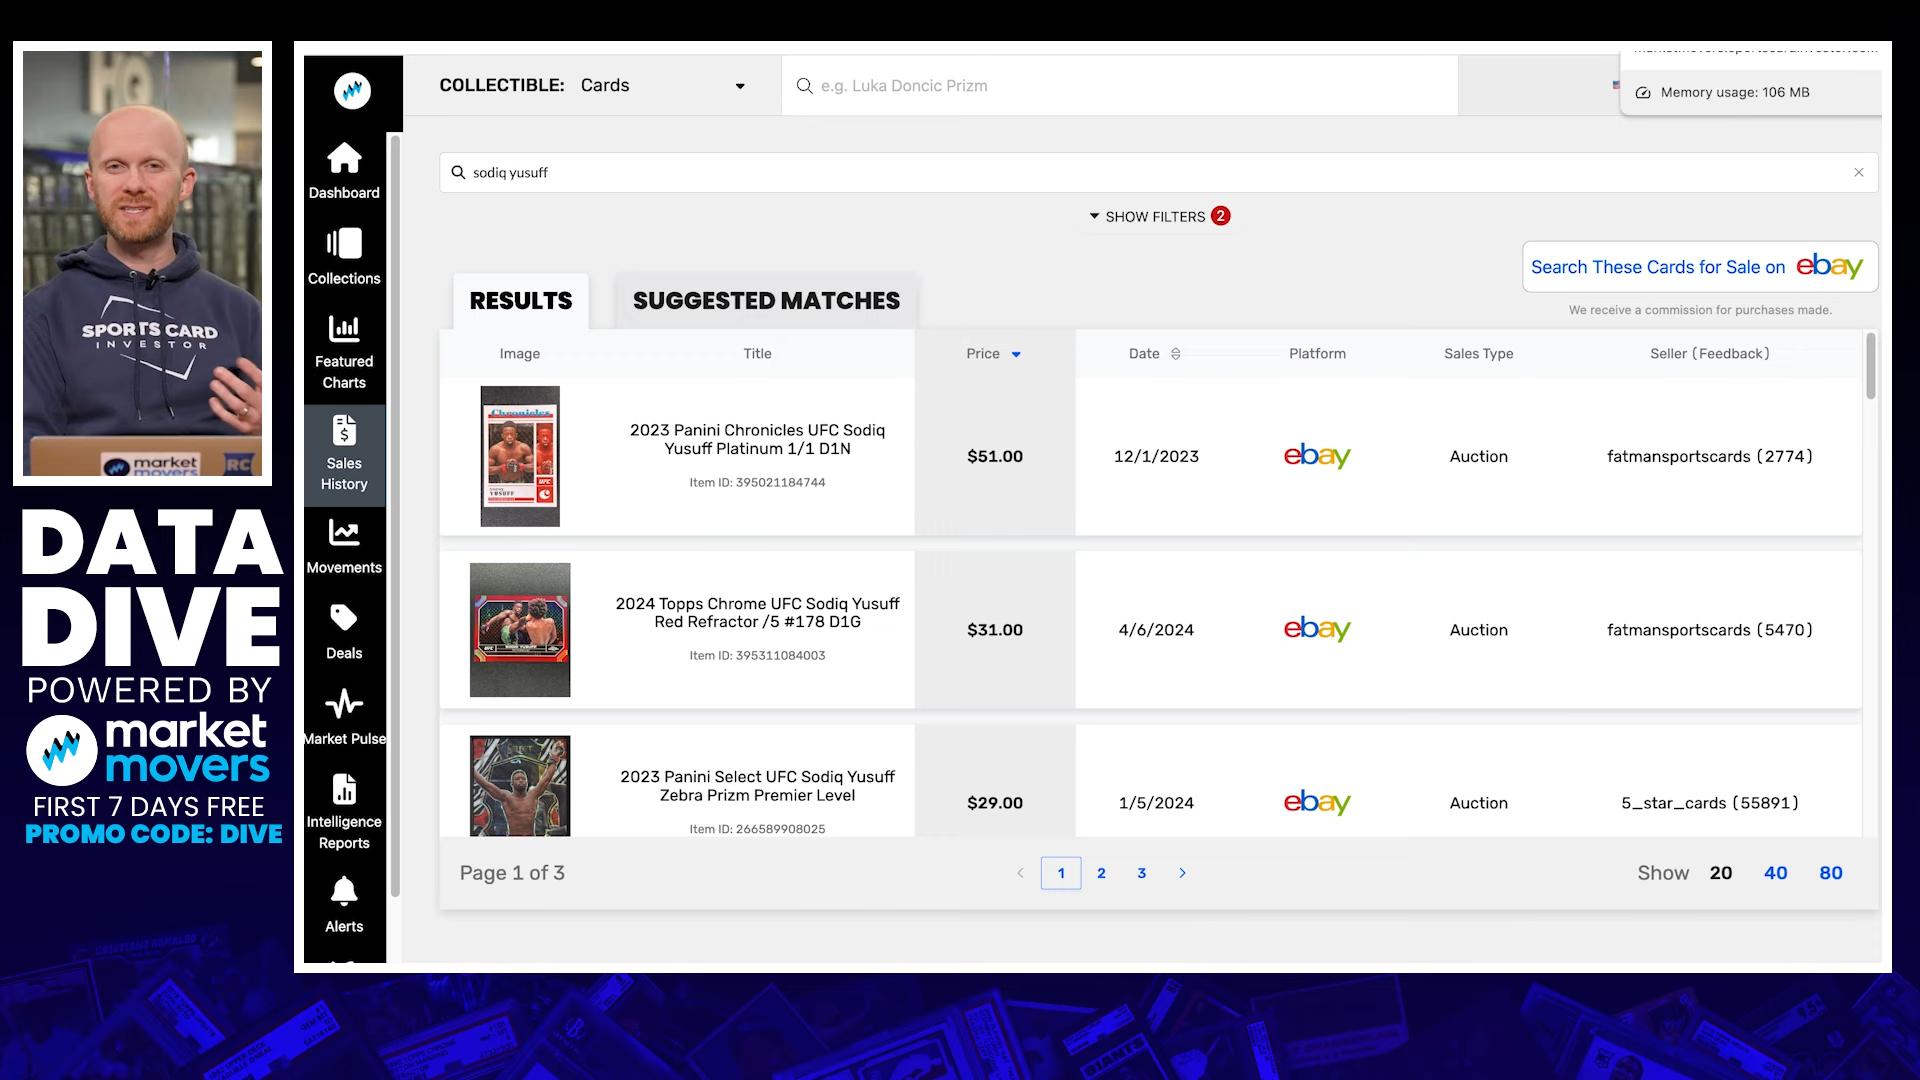 HQ
SPORTS CARD
INVESTOR
market
movers
RC
DATA
DIVE
POWERED BY
market
movers
FIRST 7 DAYS FREE
PROMO CODE: DIVE
Dashboard
Collections
Featured
Charts
Sales
History
Movements
Deals
Market Pulse
Intelligence
Reports
Alerts
COLLECTIBLE: Cards
e.g. Luka Doncic Prizm
Memory usage: 106 MB
sodiq yusuff
SHOW FILTERS 2
Search These Cards for Sale on ebay
We receive a commission for purchases made.
RESULTS
SUGGESTED MATCHES
Image Title Price Date Platform Sales Type Seller (Feedback)
Chronicles
YUSUFF
2023 Panini Chronicles UFC Sodiq
Yusuff Platinum 1/1 D1N
Item ID: 395021184744
$51.00
12/1/2023
ebay
Auction
fatmansportscards (2774)
2024 Topps Chrome UFC Sodiq Yusuff
Red Refractor /5 #178 D1G
Item ID: 395311084003
$31.00
4/6/2024
ebay
Auction
fatmansportscards (5470)
2023 Panini Select UFC Sodiq Yusuff
Zebra Prizm Premier Level
Item ID: 266589908025
$29.00
1/5/2024
ebay
Auction
5_star_cards (55891)
Page 1 of 3
1 2 3
Show 20 40 80
CRISTIANO RONALDO
GIANTS